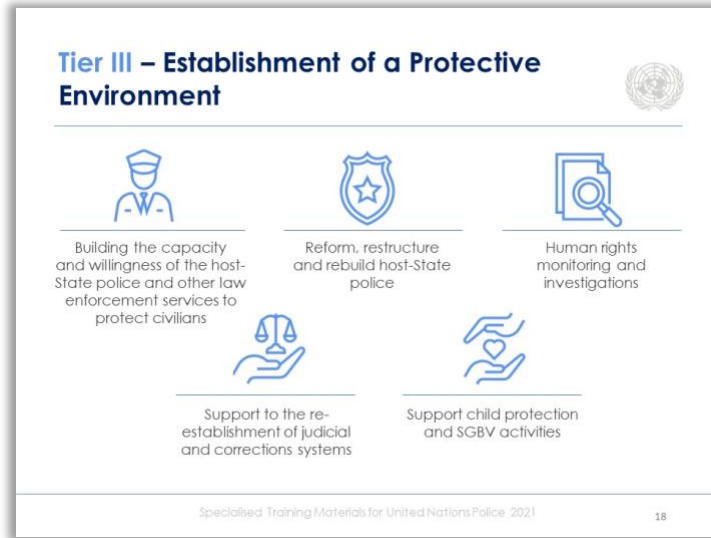 Tier III – Establishment of a Protective
Environment
Building the capacity
and willingness of the host-
State police and other law
enforcement services to
protect civilians
Reform, restructure
and rebuild host-State
police
Human rights
monitoring and
investigations
Support to the re-
establishment of judicial
and corrections systems
Support child protection
and SGBV activities
Specialised Training Materials for United Nations Police 2021
18